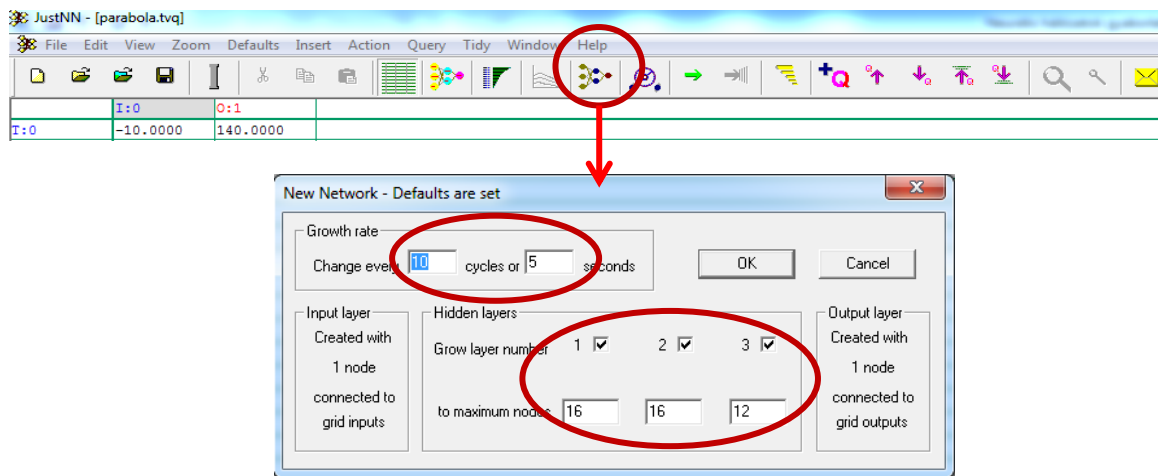 JustNN - [parabola.tvq]
File Edit View Zoom Defaults Insert Action Query Tidy Window Help
+Q Q Q Q Q
I:0 O:1
T:0 -10.0000 140.0000
New Network - Defaults are set
Growth rate
Change every 10 cycles or 5 seconds
OK
Cancel
Input layer
Created with
1 node
connected to
grid inputs
Hidden layers
Grow layer number 1 2 3
to maximum nodes 16 16 12
Output layer
Created with
1 node
connected to
grid outputs